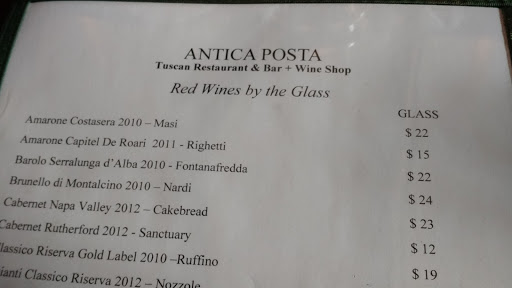 ANTICA POSTA
Tuscan Restaurant & Bar + Wine Shop
Red Wines by the Glass
GLASS
Amarone Costasera 2010 – Masi $ 22
Amarone Capitel De Roari 2011 - Righetti $ 15
Barolo Serralunga d’Alba 2010 - Fontanafredda $ 22
Brunello di Montalcino 2010 – Nardi $ 24
Cabernet Napa Valley 2012 – Cakebread $ 23
Cabernet Rutherford 2012 - Sanctuary $ 12
Classico Riserva Gold Label 2010 –Ruffino $ 19
ianti Classico Riserva 2012 – Nozzole